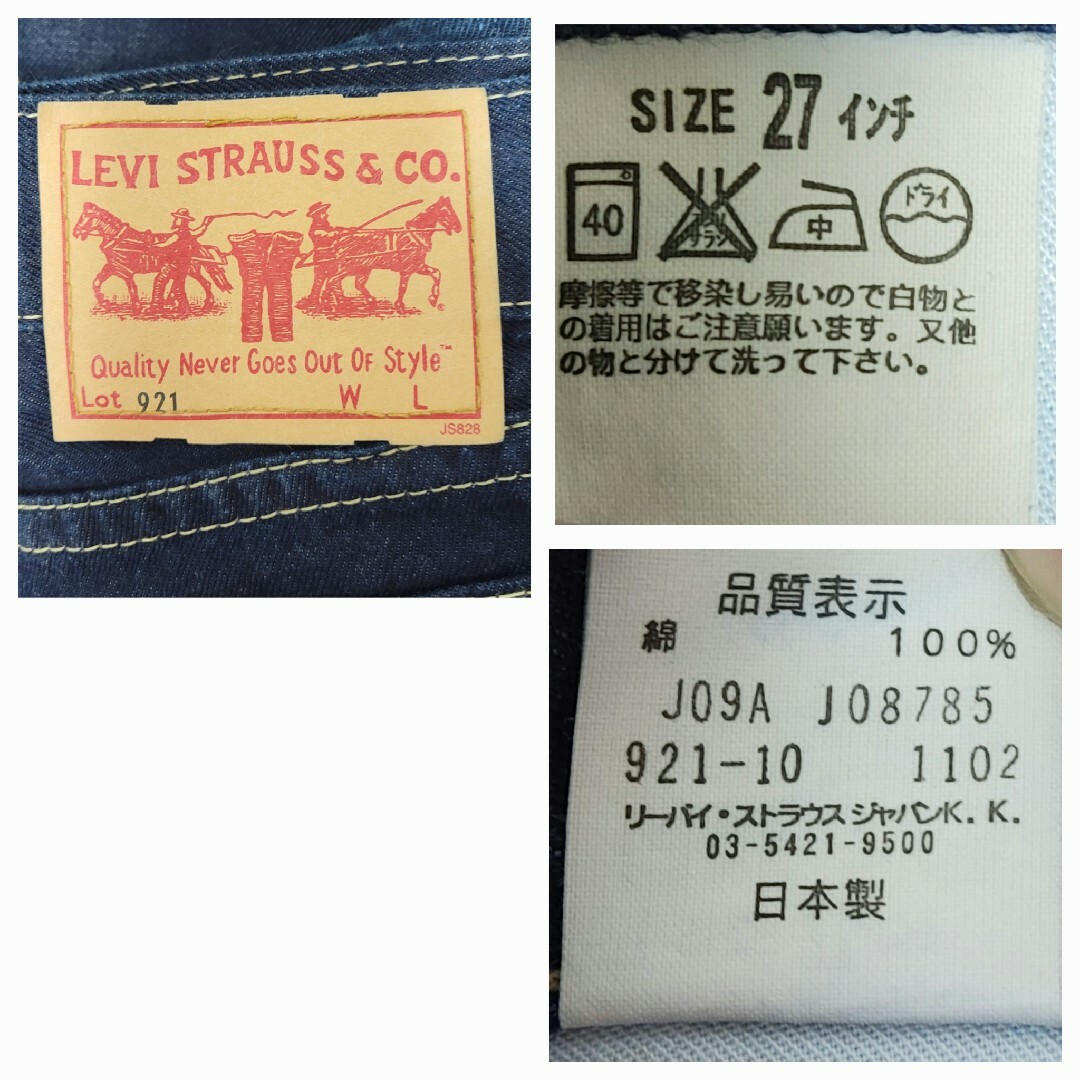 LEVI STRAUSS & CO.
Quality Never Goes Out Of Style™
Lot 921 W L
JS828
SIZE 27 インチ
40 中 ドライ
摩擦等で移染し易いので白物と
の着用はご注意願います。又他
の物と分けて洗って下さい。
品質表示
綿 100%
J09A J08785
921-10 1102
リーバイ・ストラウス ジャパンK.K.
03-5421-9500
日本製